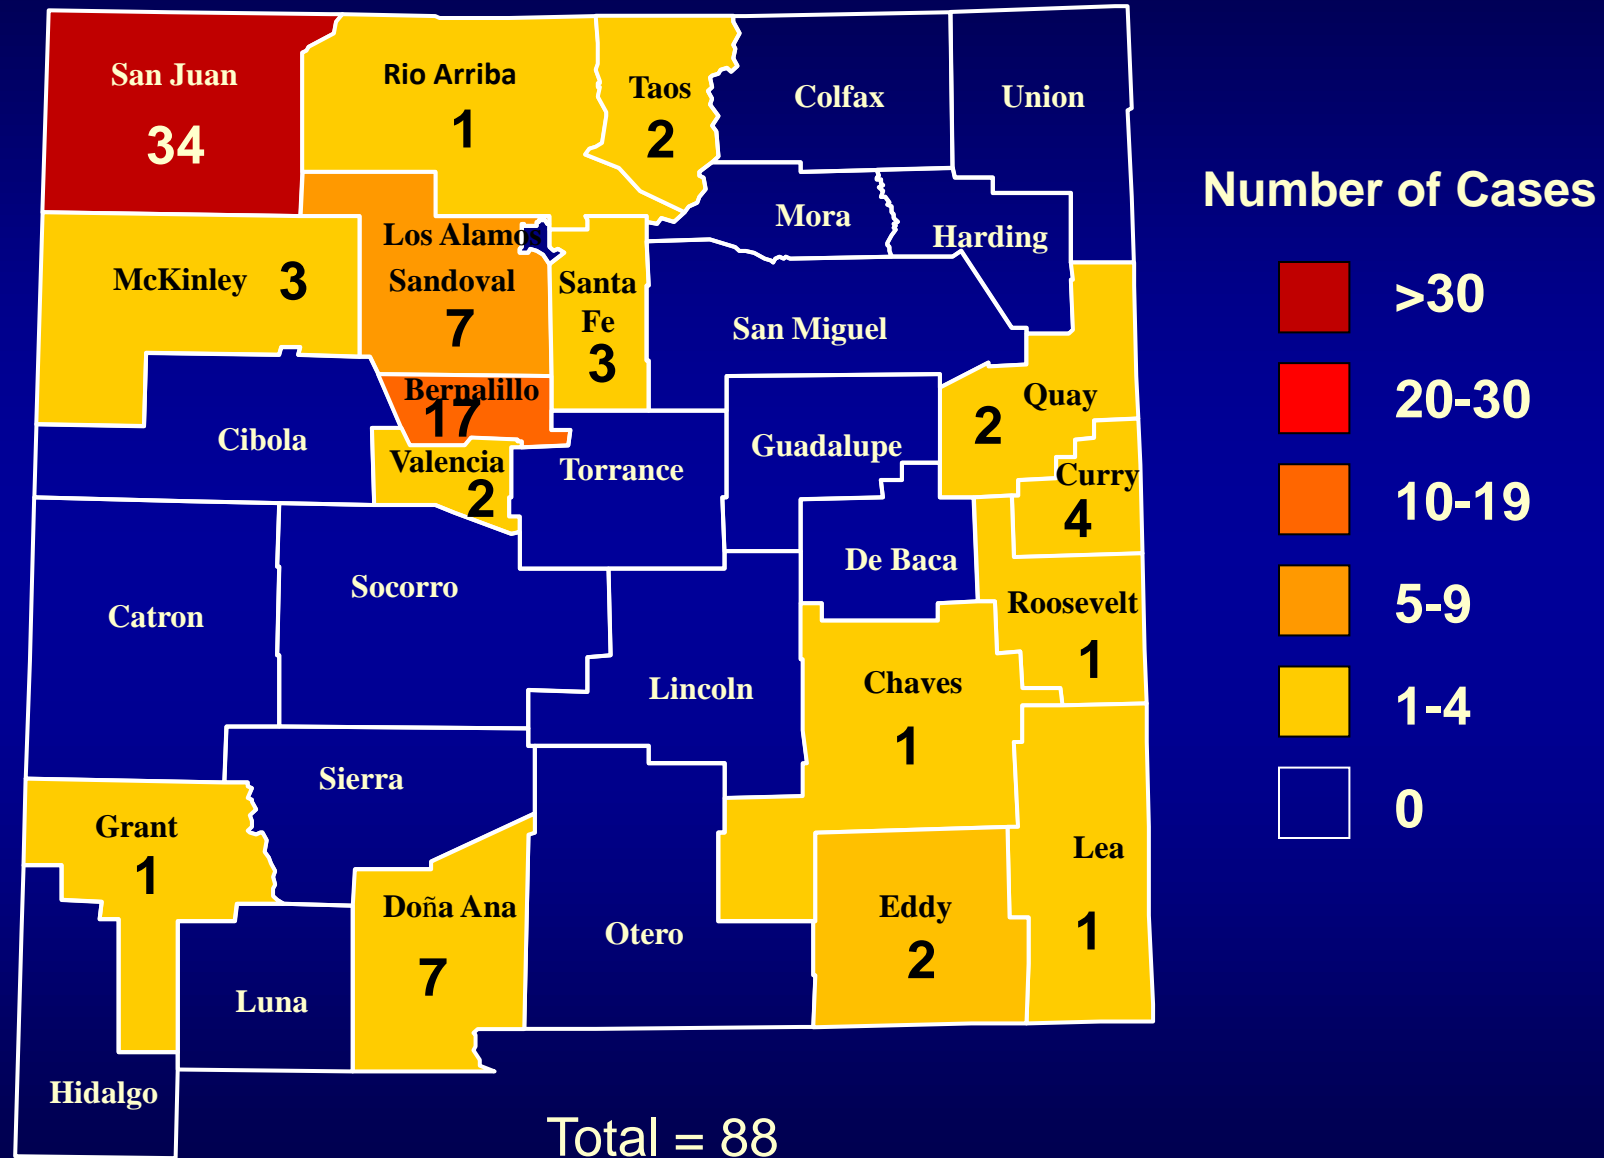 San Juan
34
Rio Arriba
1
Taos
2
Colfax
Union
Number of Cases
>30
20-30
10-19
5-9
1-4
0
Mora
Harding
Los Alamos
McKinley 3
Sandoval
7
Santa
Fe
3
San Miguel
Bernalillo
17
Quay
2
Cibola
Guadalupe
Valencia
2
Torrance
Curry
4
De Baca
Socorro
Catron
Roosevelt
1
Lincoln
Chaves
1
Sierra
Grant
1
Lea
1
Doña Ana
7
Eddy
2
Otero
Luna
Hidalgo
Total = 88